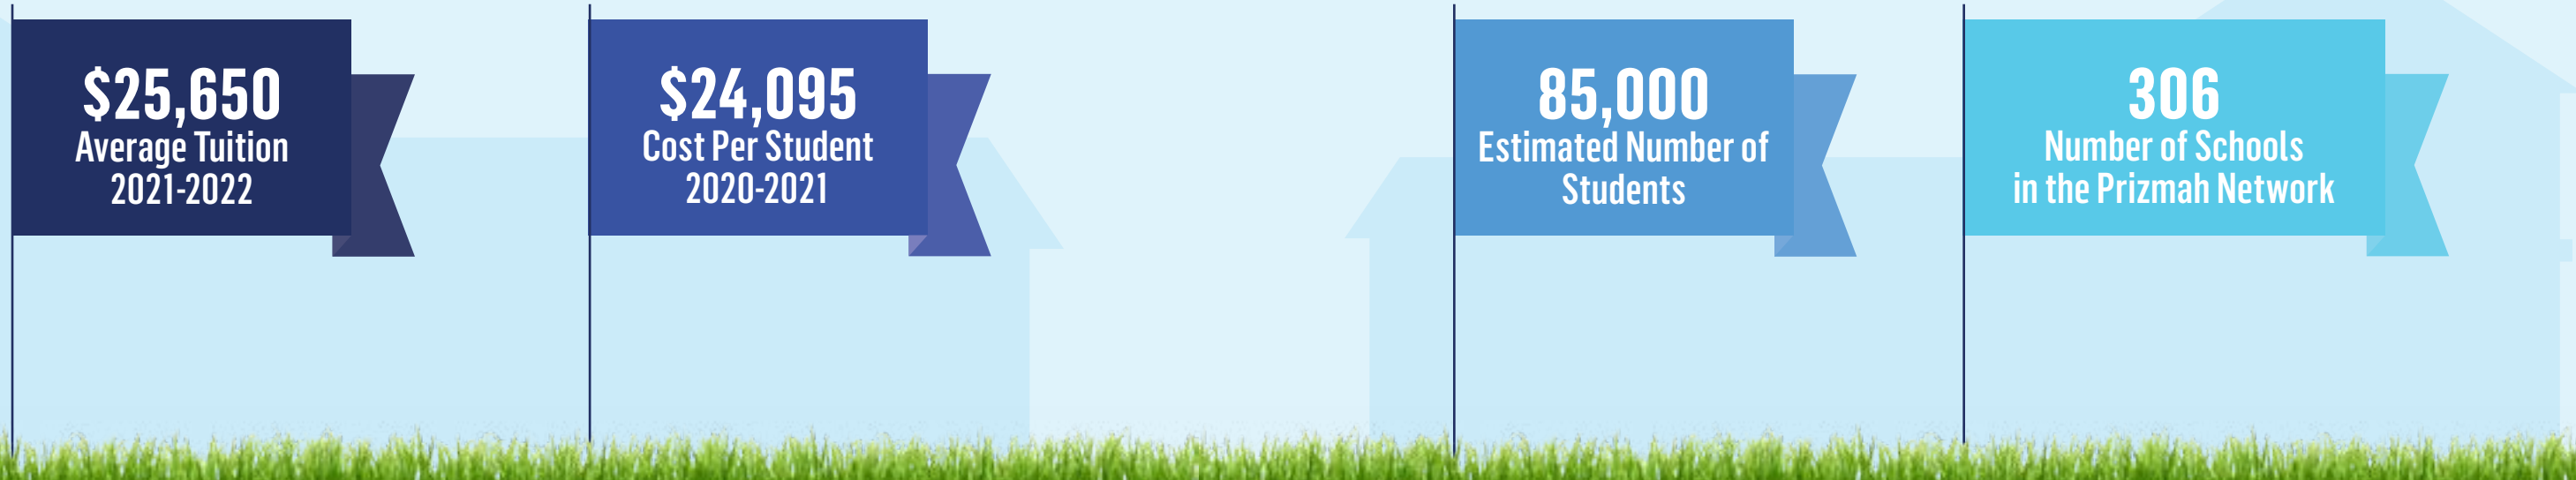 $25,650
Average Tuition
2021-2022
$24,095
Cost Per Student
2020-2021
85,000
Estimated Number of
Students
306
Number of Schools
in the Prizmah Network